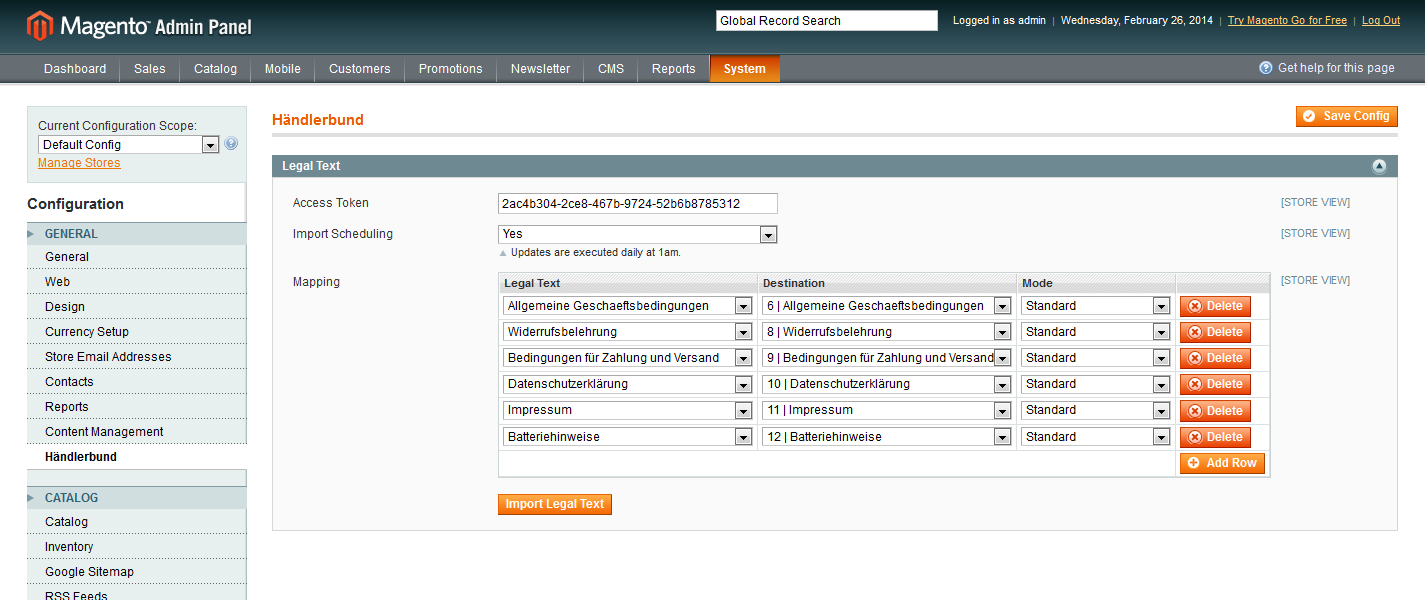 Magento™ Admin Panel
Global Record Search
Logged in as admin | Wednesday, February 26, 2014 | Try Magento Go for Free | Log Out
Dashboard Sales Catalog Mobile Customers Promotions Newsletter CMS Reports System
Get help for this page
Current Configuration Scope:
Default Config
Manage Stores
Configuration
GENERAL
General
Web
Design
Currency Setup
Store Email Addresses
Contacts
Reports
Content Management
Händlerbund
CATALOG
Catalog
Inventory
Google Sitemap
RSS Feeds
Händlerbund
Save Config
Legal Text
Access Token 2ac4b304-2ce8-467b-9724-52b6b8785312 [STORE VIEW]
Import Scheduling Yes [STORE VIEW]
Updates are executed daily at 1am.
Mapping [STORE VIEW]
Legal Text Destination Mode
Allgemeine Geschaeftsbedingungen 6 | Allgemeine Geschaeftsbedingungen Standard Delete
Widerrufsbelehrung 8 | Widerrufsbelehrung Standard Delete
Bedingungen für Zahlung und Versand 9 | Bedingungen für Zahlung und Versand Standard Delete
Datenschutzerklärung 10 | Datenschutzerklärung Standard Delete
Impressum 11 | Impressum Standard Delete
Batteriehinweise 12 | Batteriehinweise Standard Delete
Add Row
Import Legal Text